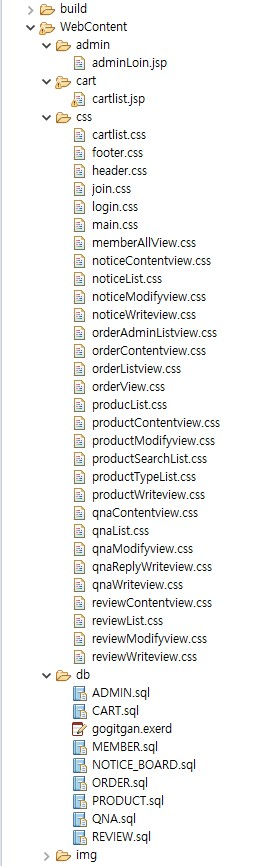 build
WebContent
admin
adminLoin.jsp
cart
cartlist.jsp
css
cartlist.css
footer.css
header.css
join.css
login.css
main.css
memberAllView.css
noticeContentview.css
noticeList.css
noticeModifyview.css
noticeWriteview.css
orderAdminListview.css
orderContentview.css
orderListview.css
orderView.css
producList.css
productContentview.css
productModifyview.css
productSearchList.css
productTypeList.css
productWriteview.css
qnaContentview.css
qnaList.css
qnaModifyview.css
qnaReplyWriteview.css
qnaWriteview.css
reviewContentview.css
reviewList.css
reviewModifyview.css
reviewWriteview.css
db
ADMIN.sql
CART.sql
gogitgan.exerd
MEMBER.sql
NOTICE_BOARD.sql
ORDER.sql
PRODUCT.sql
QNA.sql
REVIEW.sql
img